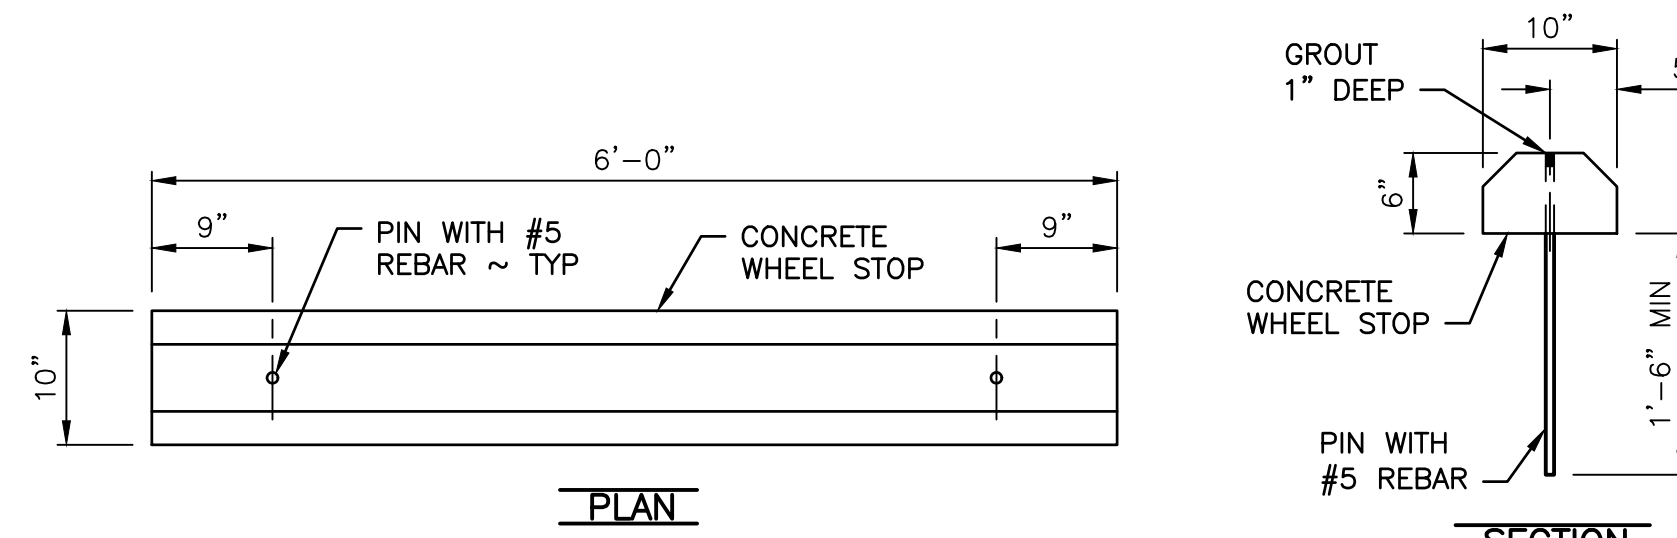 6'-0"
9"
PIN WITH #5
REBAR ~ TYP
CONCRETE
WHEEL STOP
9"
10"
PLAN
10"
GROUT
1" DEEP
6"
CONCRETE
WHEEL STOP
1'-6" MIN
PIN WITH
#5 REBAR
SECTION